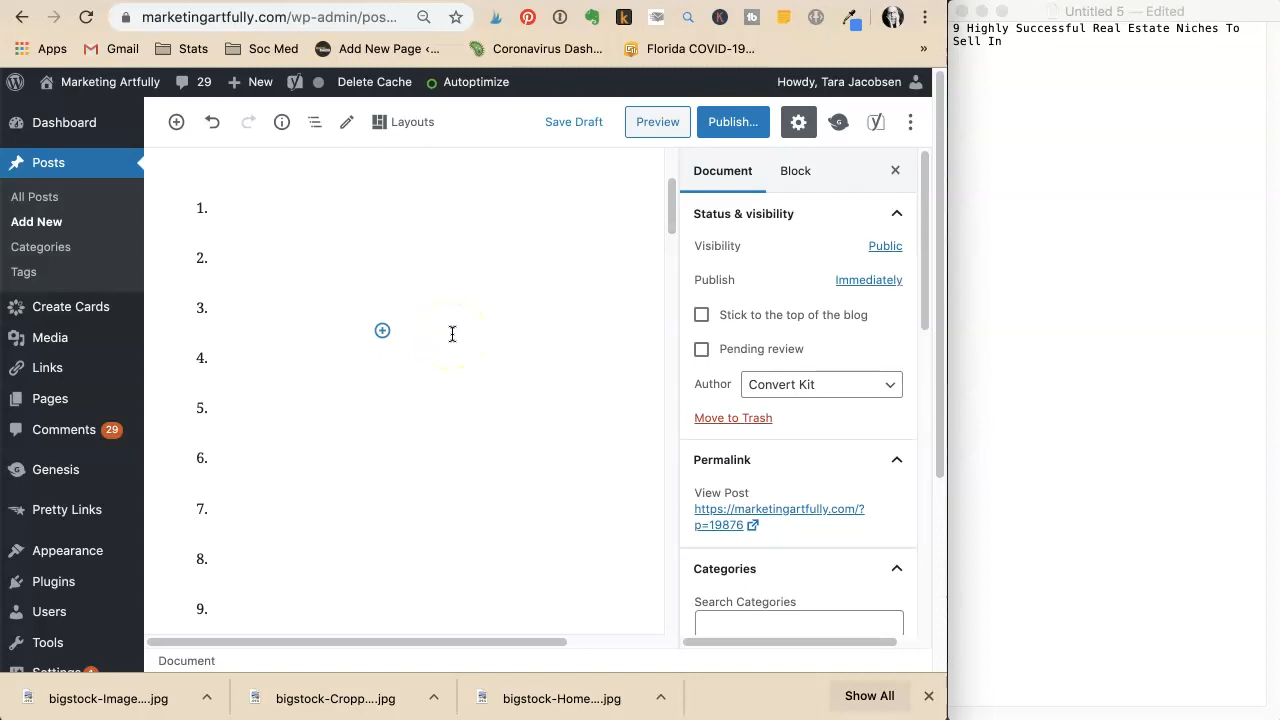 marketingartfully.com/wp-admin/pos...
Untitled 5 — Edited
Apps
Gmail
Stats
Soc Med
Add New Page ‹...
Coronavirus Dash...
Florida COVID-19...
»
9 Highly Successful Real Estate Niches To
Sell In
Marketing Artfully
29
New
Delete Cache
Autoptimize
Howdy, Tara Jacobsen
Dashboard
Layouts
Save Draft
Preview
Publish...
Posts
All Posts
Add New
Categories
Tags
Create Cards
Media
Links
Pages
Comments 29
Genesis
Pretty Links
Appearance
Plugins
Users
Tools
1.
2.
3.
4.
5.
6.
7.
8.
9.
Document
Block
Status & visibility
Visibility
Public
Publish
Immediately
Stick to the top of the blog
Pending review
Author
Convert Kit
Move to Trash
Permalink
View Post
https://marketingartfully.com/?
p=19876
Categories
Search Categories
Document
bigstock-Image....jpg
bigstock-Cropp....jpg
bigstock-Home....jpg
Show All